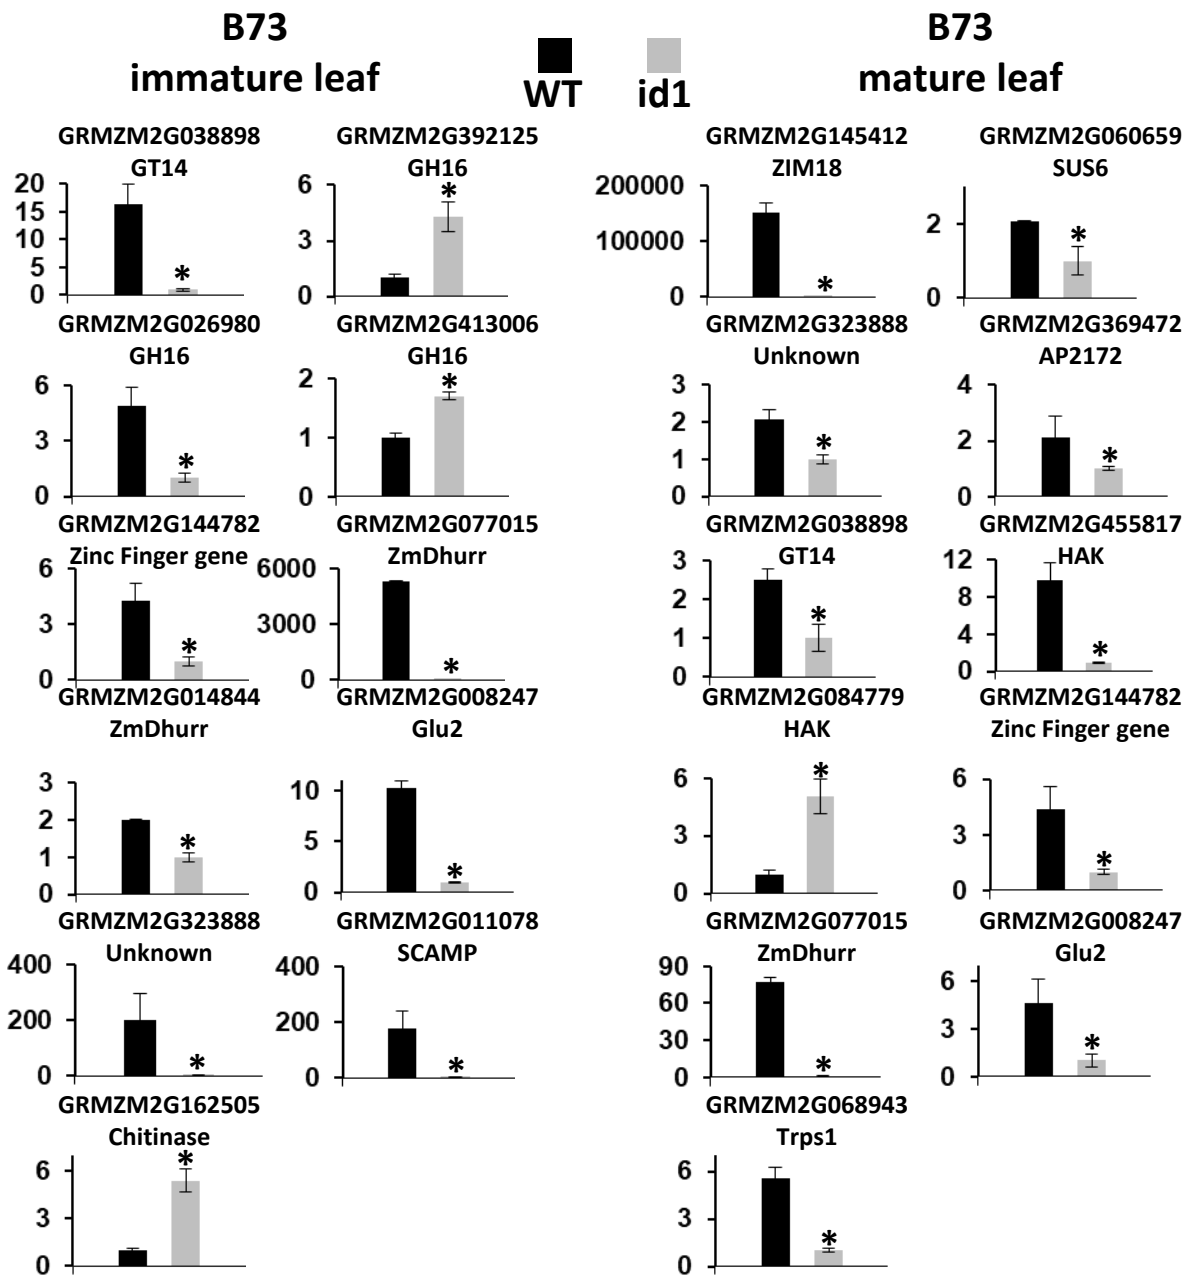 B73
immature leaf
WT
id1
B73
mature leaf
GRMZM2G038898
GT14
20
15
10
5
0
GRMZM2G392125
GH16
*
6
3
0
*
GRMZM2G026980
GH16
6
3
0
*
GRMZM2G413006
GH16
*
2
1
0
GRMZM2G144782
Zinc Finger gene
6
3
0
*
GRMZM2G077015
ZmDhurr
6000
3000
0
*
GRMZM2G014844
ZmDhurr
3
2
1
0
*
GRMZM2G008247
Glu2
10
5
0
*
GRMZM2G323888
Unknown
400
200
0
*
GRMZM2G011078
SCAMP
400
200
0
*
GRMZM2G162505
Chitinase
*
6
3
0
GRMZM2G145412
ZIM18
200000
100000
0
*
GRMZM2G060659
SUS6
2
0
*
GRMZM2G323888
Unknown
3
2
1
0
*
GRMZM2G369472
AP2172
4
2
0
*
GRMZM2G038898
GT14
3
2
1
0
*
GRMZM2G455817
HAK
12
8
4
0
*
GRMZM2G084779
HAK
*
6
3
0
GRMZM2G144782
Zinc Finger gene
6
3
0
*
GRMZM2G077015
ZmDhurr
90
60
30
0
*
GRMZM2G008247
Glu2
6
3
0
*
GRMZM2G068943
Trps1
6
3
0
*